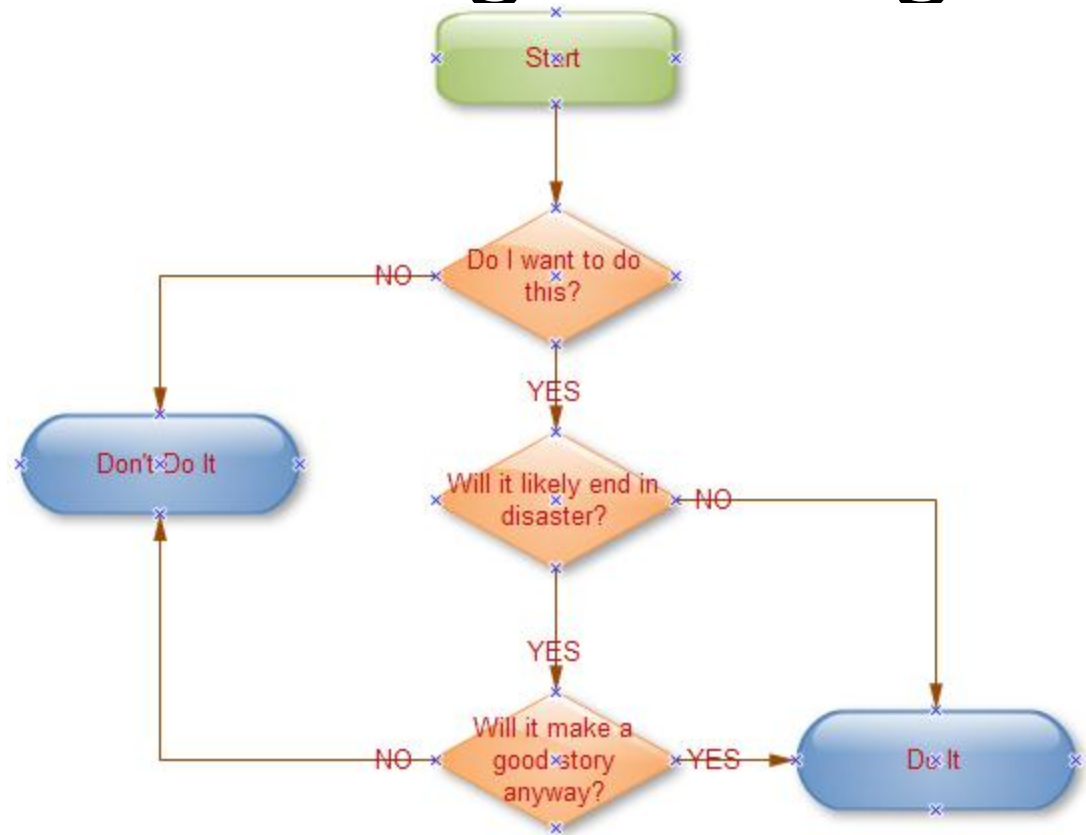 Start
Do I want to do
this?
NO
YES
Don't Do It
Will it likely end in
disaster?
NO
YES
Will it make a
good story
anyway?
NO
YES
Do It